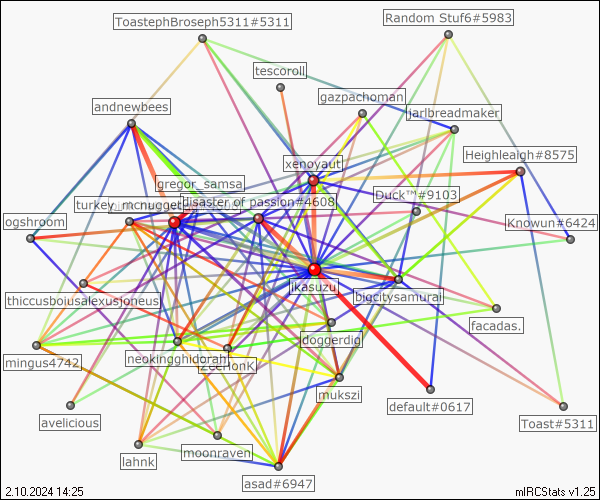 ToastephBroseph5311#5311
Random Stuf6#5983
tescoroll
andnewbees
gazpachoman
jarlbreadmaker
xenoyaut
Heighleaigh#8575
gregor_samsa
Duck™#9103
turkey_mcnugget
disaster of passion#4608
ogshroom
Knowun#6424
jkasuzu
thiccusboiusalexusjoneus
bigcitysamurai
facadas.
doggerdig
mingus4742
neokingghidorah
mukszi
default#0617
avelicious
Toast#5311
moonraven
lahnk
asad#6947
2.10.2024 14:25
mIRCStats v1.25